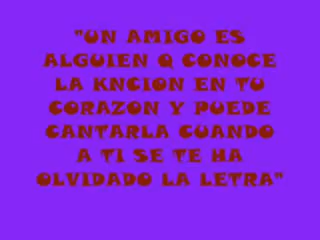 "UN AMIGO ES
ALGUIEN Q CONOCE
LA KNCION EN TU
CORAZON Y PUEDE
CANTARLA CUANDO
A TI SE TE HA
OLVIDADO LA LETRA"